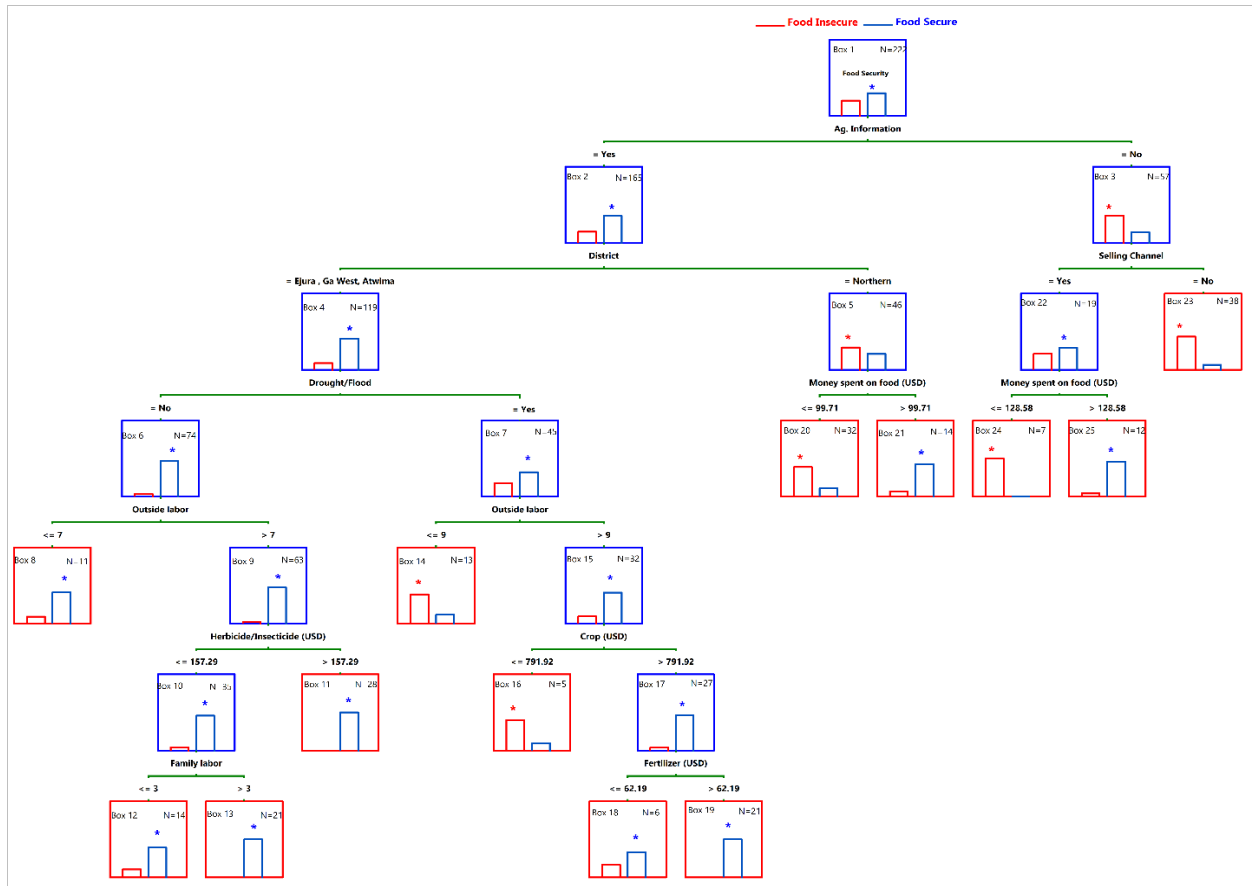 Food Insecure Food Secure
Box 1 N=222
Food Security
*
Ag. Information
= Yes = No
Box 2 N=165 Box 3 N=57
* *
District Selling Channel
= Ejura , Ga West, Atwima = Northern = Yes = No
Box 4 N=119 Box 5 N=46 Box 22 N=19 Box 23 N=38
* * * *
Drought/Flood Money spent on food (USD) Money spent on food (USD)
= No = Yes <= 99.71 > 99.71 <= 128.58 > 128.58
Box 6 N=74 Box 7 N=45 Box 20 N=32 Box 21 N=14 Box 24 N=7 Box 25 N=12
* * * * * *
Outside labor Outside labor
<= 7 > 7 <= 9 > 9
Box 8 N=11 Box 9 N=63 Box 14 N=13 Box 15 N=32
* * * *
Herbicide/Insecticide (USD) Crop (USD)
<= 157.29 > 157.29 <= 791.92 > 791.92
Box 10 N=35 Box 11 N=28 Box 16 N=5 Box 17 N=27
* * * *
Family labor Fertilizer (USD)
<= 3 > 3 <= 62.19 > 62.19
Box 12 N=14 Box 13 N=21 Box 18 N=6 Box 19 N=21
* * * *